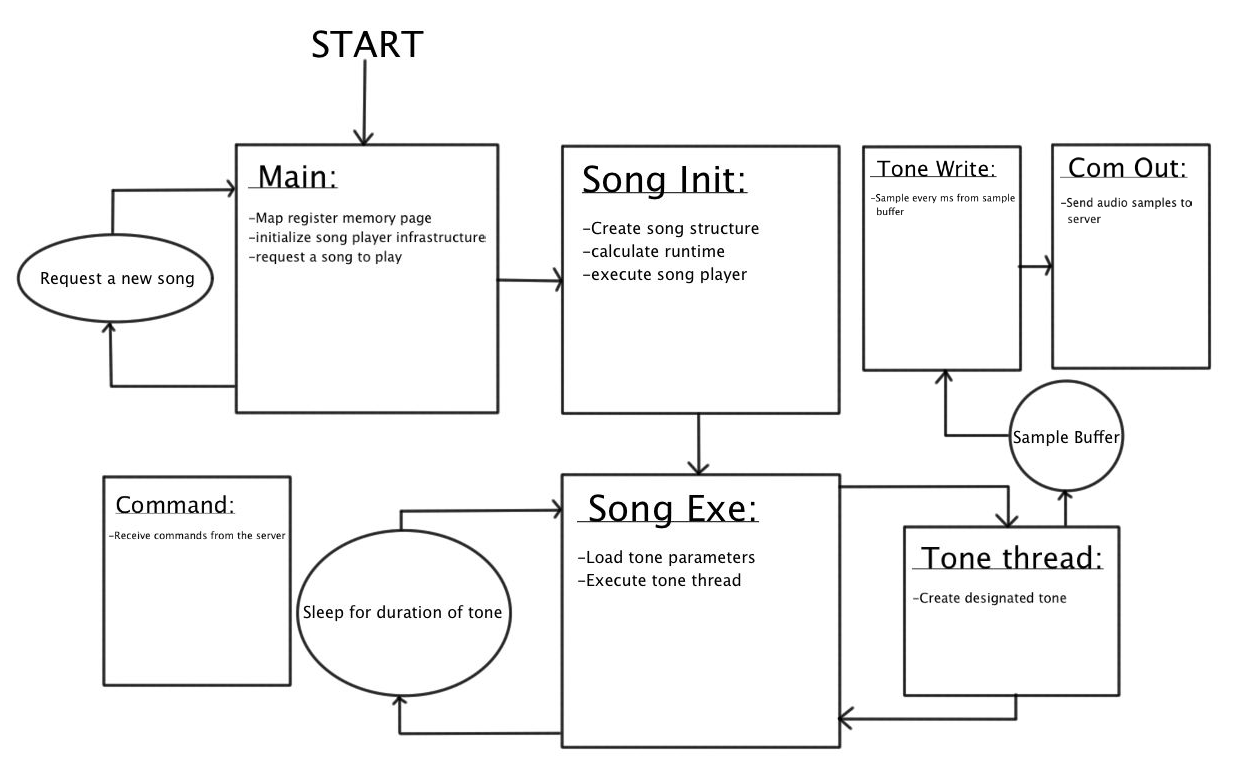 START
Main:
-Map register memory page
-initialize song player infrastructure
-request a song to play
Request a new song
Song Init:
-Create song structure
-calculate runtime
-execute song player
Tone Write:
-Sample every ms from sample
buffer
Com Out:
-Send audio samples to
server
Sample Buffer
Command:
-Receive commands from the server
Sleep for duration of tone
Song Exe:
-Load tone parameters
-Execute tone thread
Tone thread:
-Create designated tone